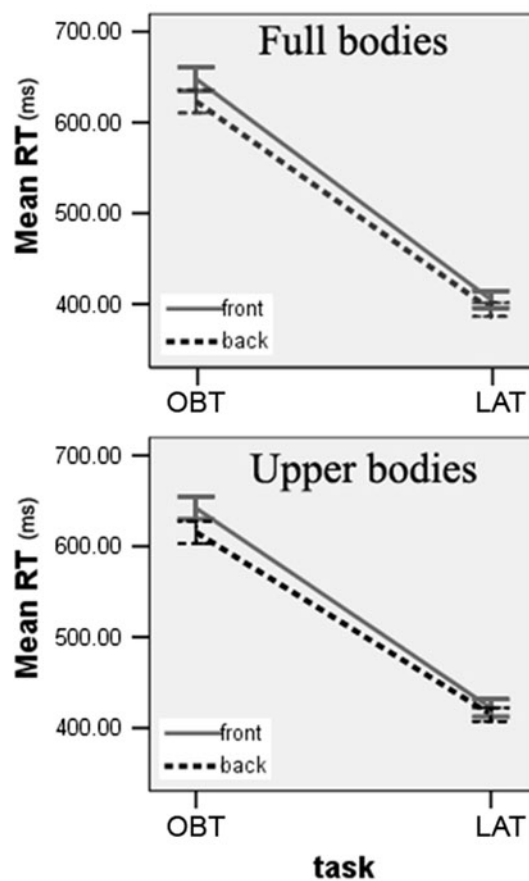 Full bodies
700.00
600.00
500.00
400.00
Mean RT (ms)
front
back
OBT LAT
Upper bodies
700.00
600.00
500.00
400.00
Mean RT (ms)
front
back
OBT LAT
task